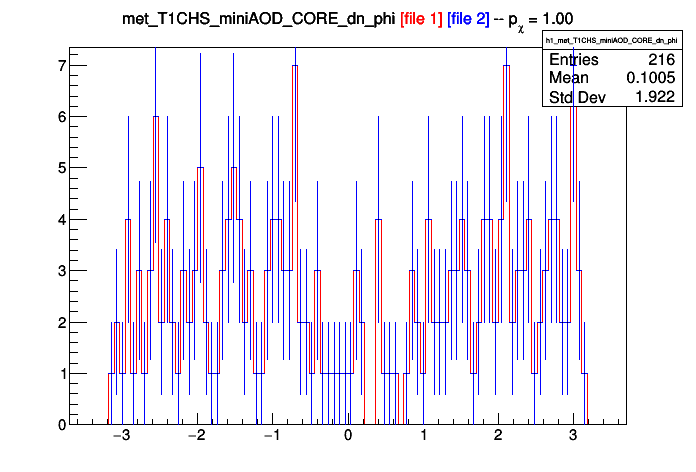 met_T1CHS_miniAOD_CORE_dn_phi [file 1] [file 2] -- pχ = 1.00
h1_met_T1CHS_miniAOD_CORE_dn_phi
Entries 216
Mean 0.1005
Std Dev 1.922
7
6
5
4
3
2
1
0
−3 −2 −1 0 1 2 3